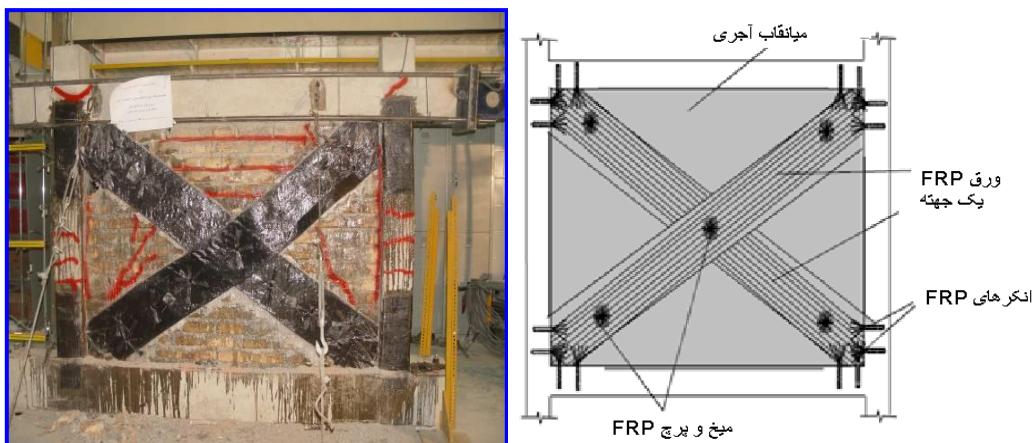 میانقاب آجری
ورق FRP
یک جهته
انکرهای FRP
میخ و پرچ FRP